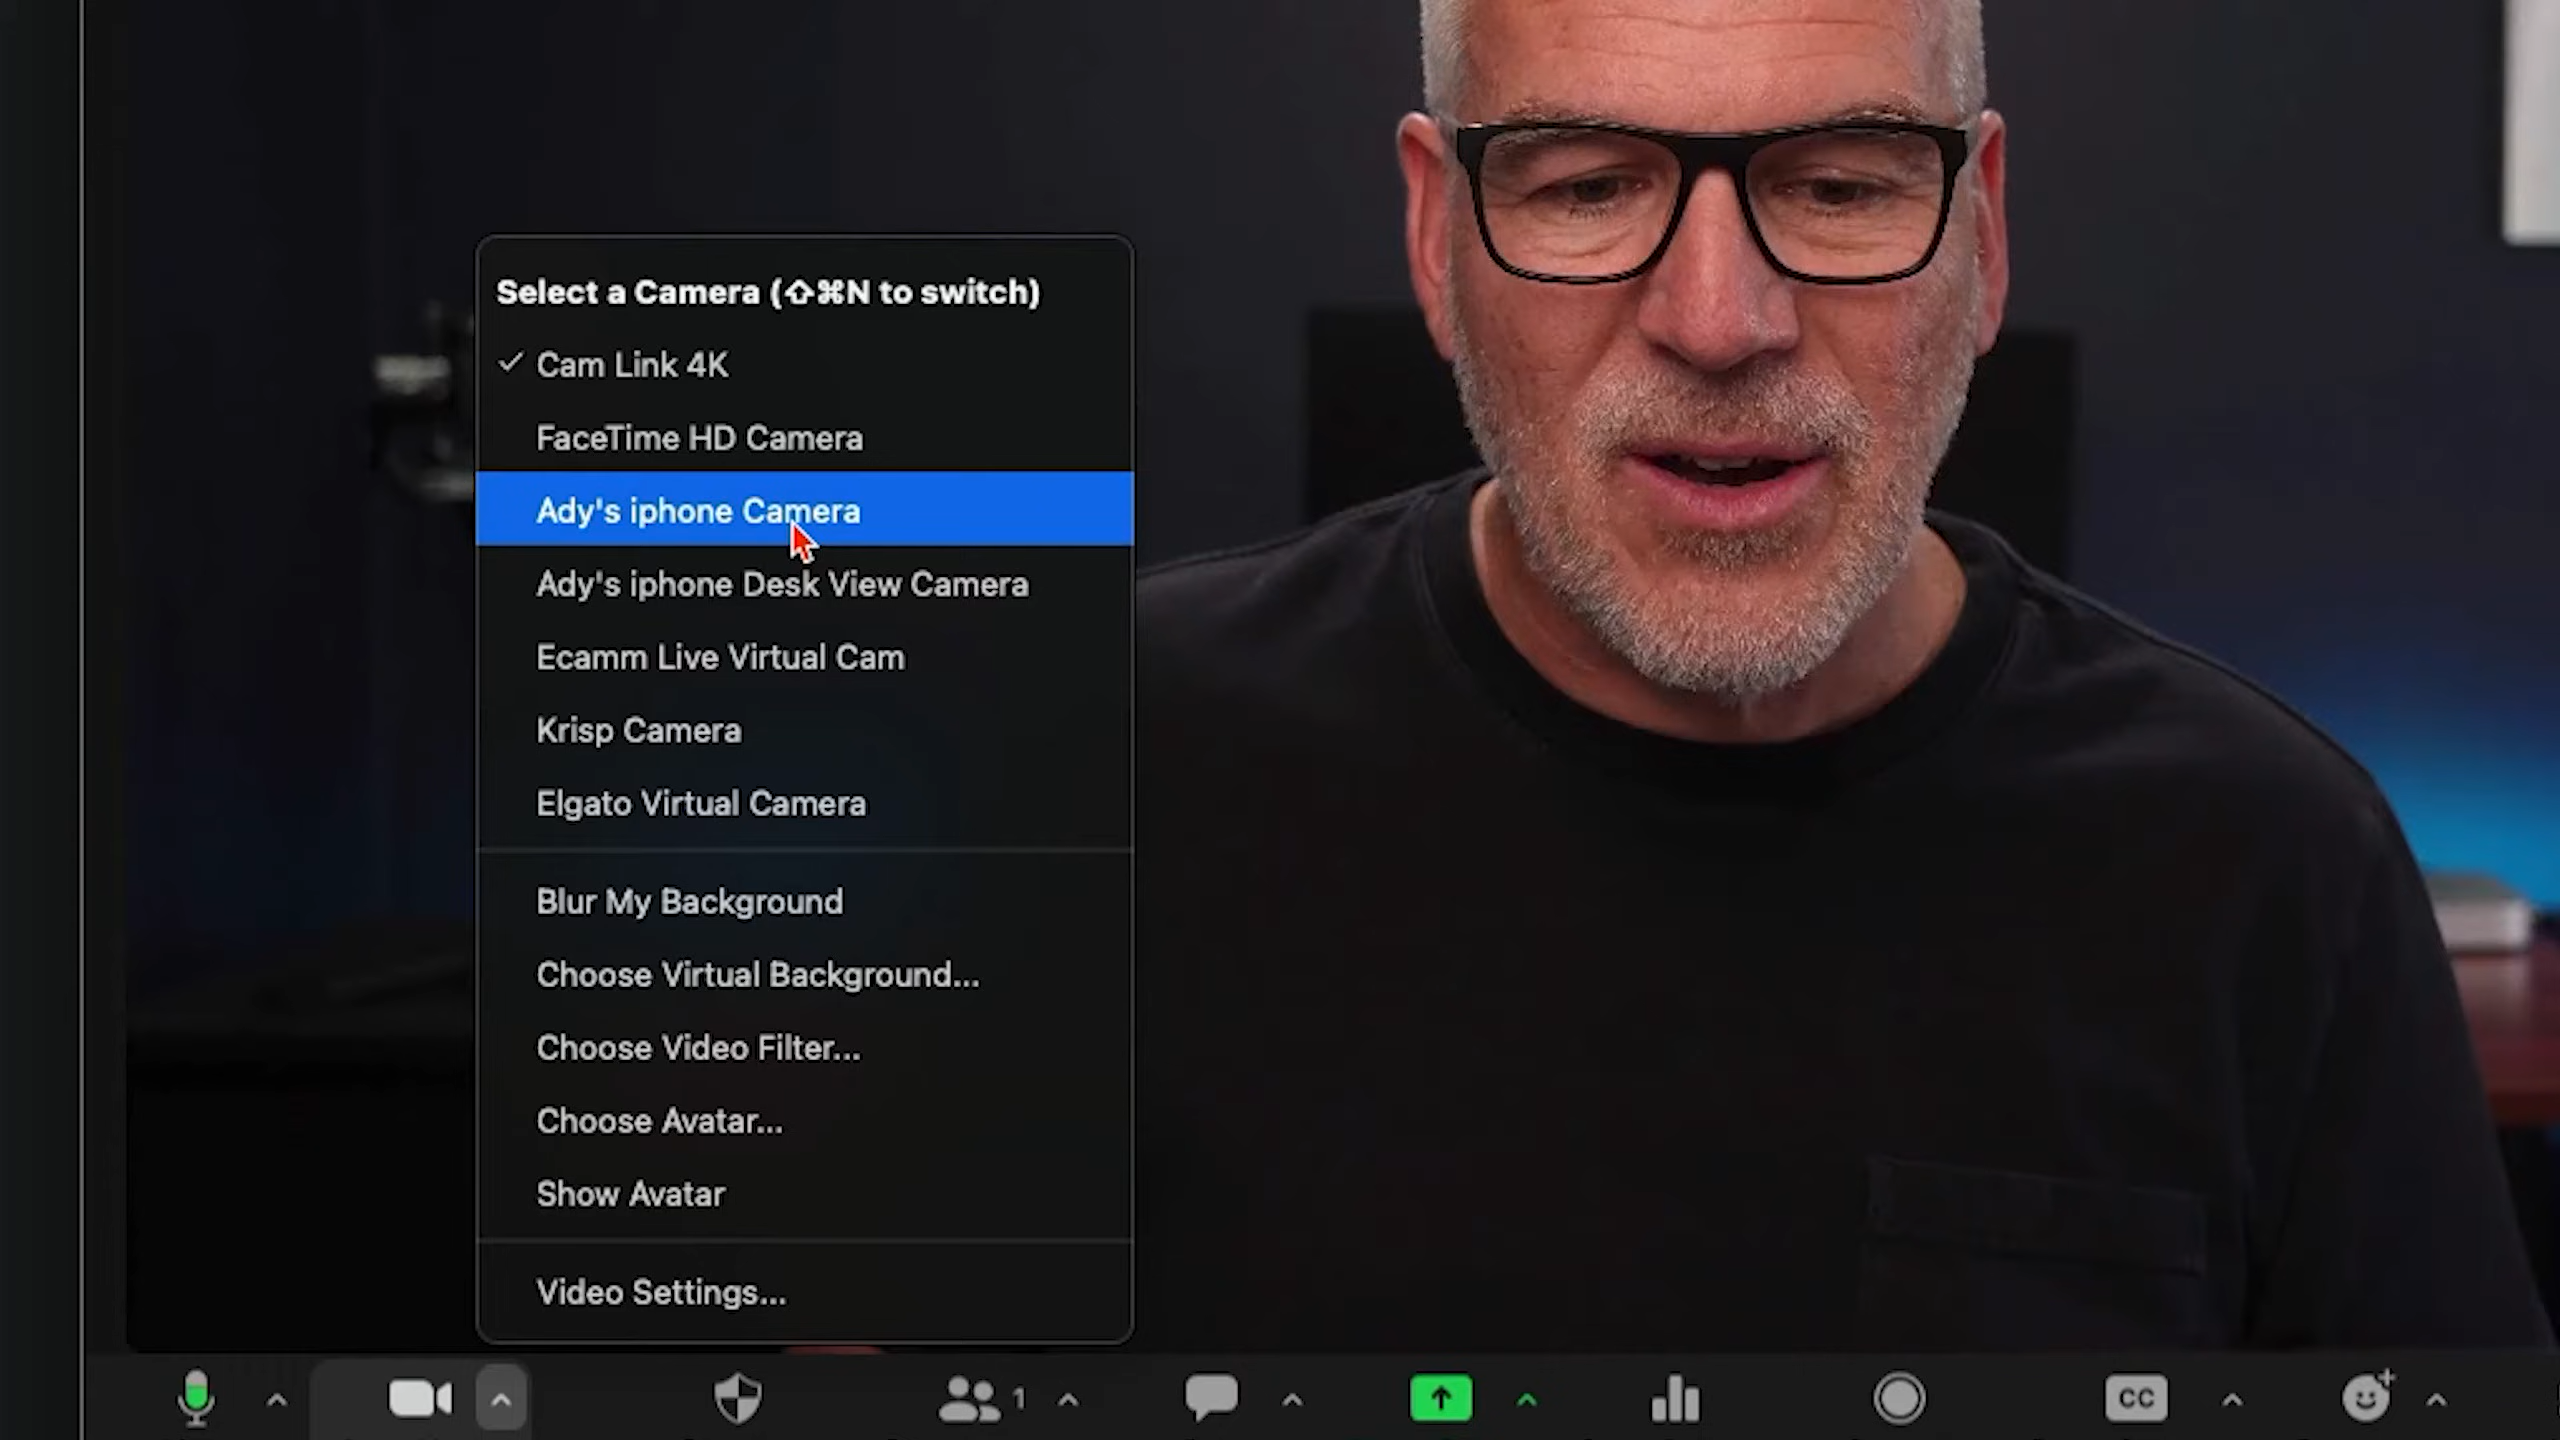 Select a Camera (⇧⌘N to switch)
✓ Cam Link 4K
FaceTime HD Camera
Ady's iphone Camera
Ady's iphone Desk View Camera
Ecamm Live Virtual Cam
Krisp Camera
Elgato Virtual Camera
Blur My Background
Choose Virtual Background...
Choose Video Filter...
Choose Avatar...
Show Avatar
Video Settings...
1
CC